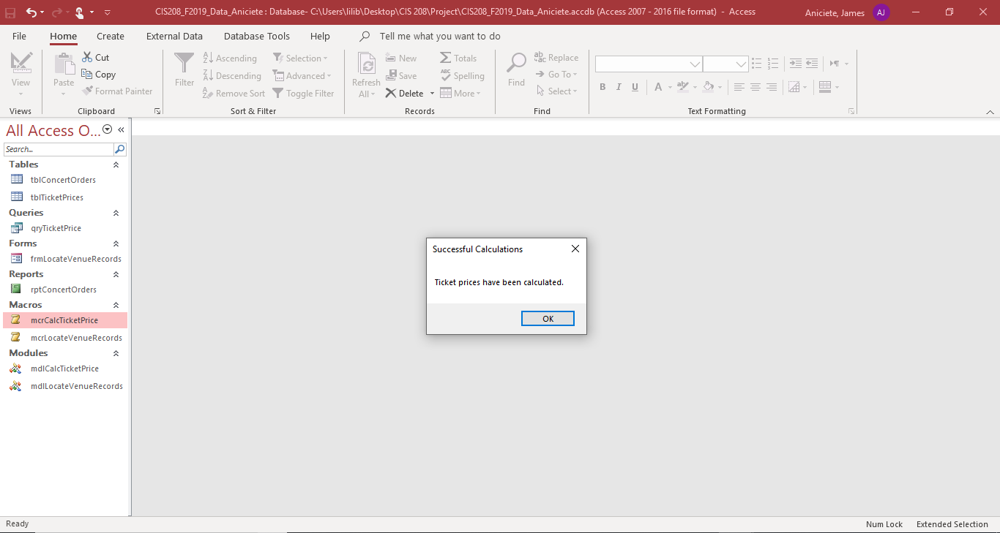 CIS208_F2019_Data_Aniciete : Database- C:\Users\lilib\Desktop\CIS 208\Project\CIS208_F2019_Data_Aniciete.accdb (Access 2007 - 2016 file format) - Access
Aniciete, James
AJ
File Home Create External Data Database Tools Help Tell me what you want to do
View
Views
Paste
Cut
Copy
Format Painter
Clipboard
Filter
Ascending
Descending
Remove Sort
Selection
Advanced
Toggle Filter
Sort & Filter
Refresh
All
New
Save
Delete
Totals
Spelling
More
Records
Find
Replace
Go To
Select
Find
B I U A
Text Formatting
All Access O...
Search...
Tables
tblConcertOrders
tblTicketPrices
Queries
qryTicketPrice
Forms
frmLocateVenueRecords
Reports
rptConcertOrders
Macros
mcrCalcTicketPrice
mcrLocateVenueRecords
Modules
mdlCalcTicketPrice
mdlLocateVenueRecords
Successful Calculations
Ticket prices have been calculated.
OK
Ready
Num Lock Extended Selection